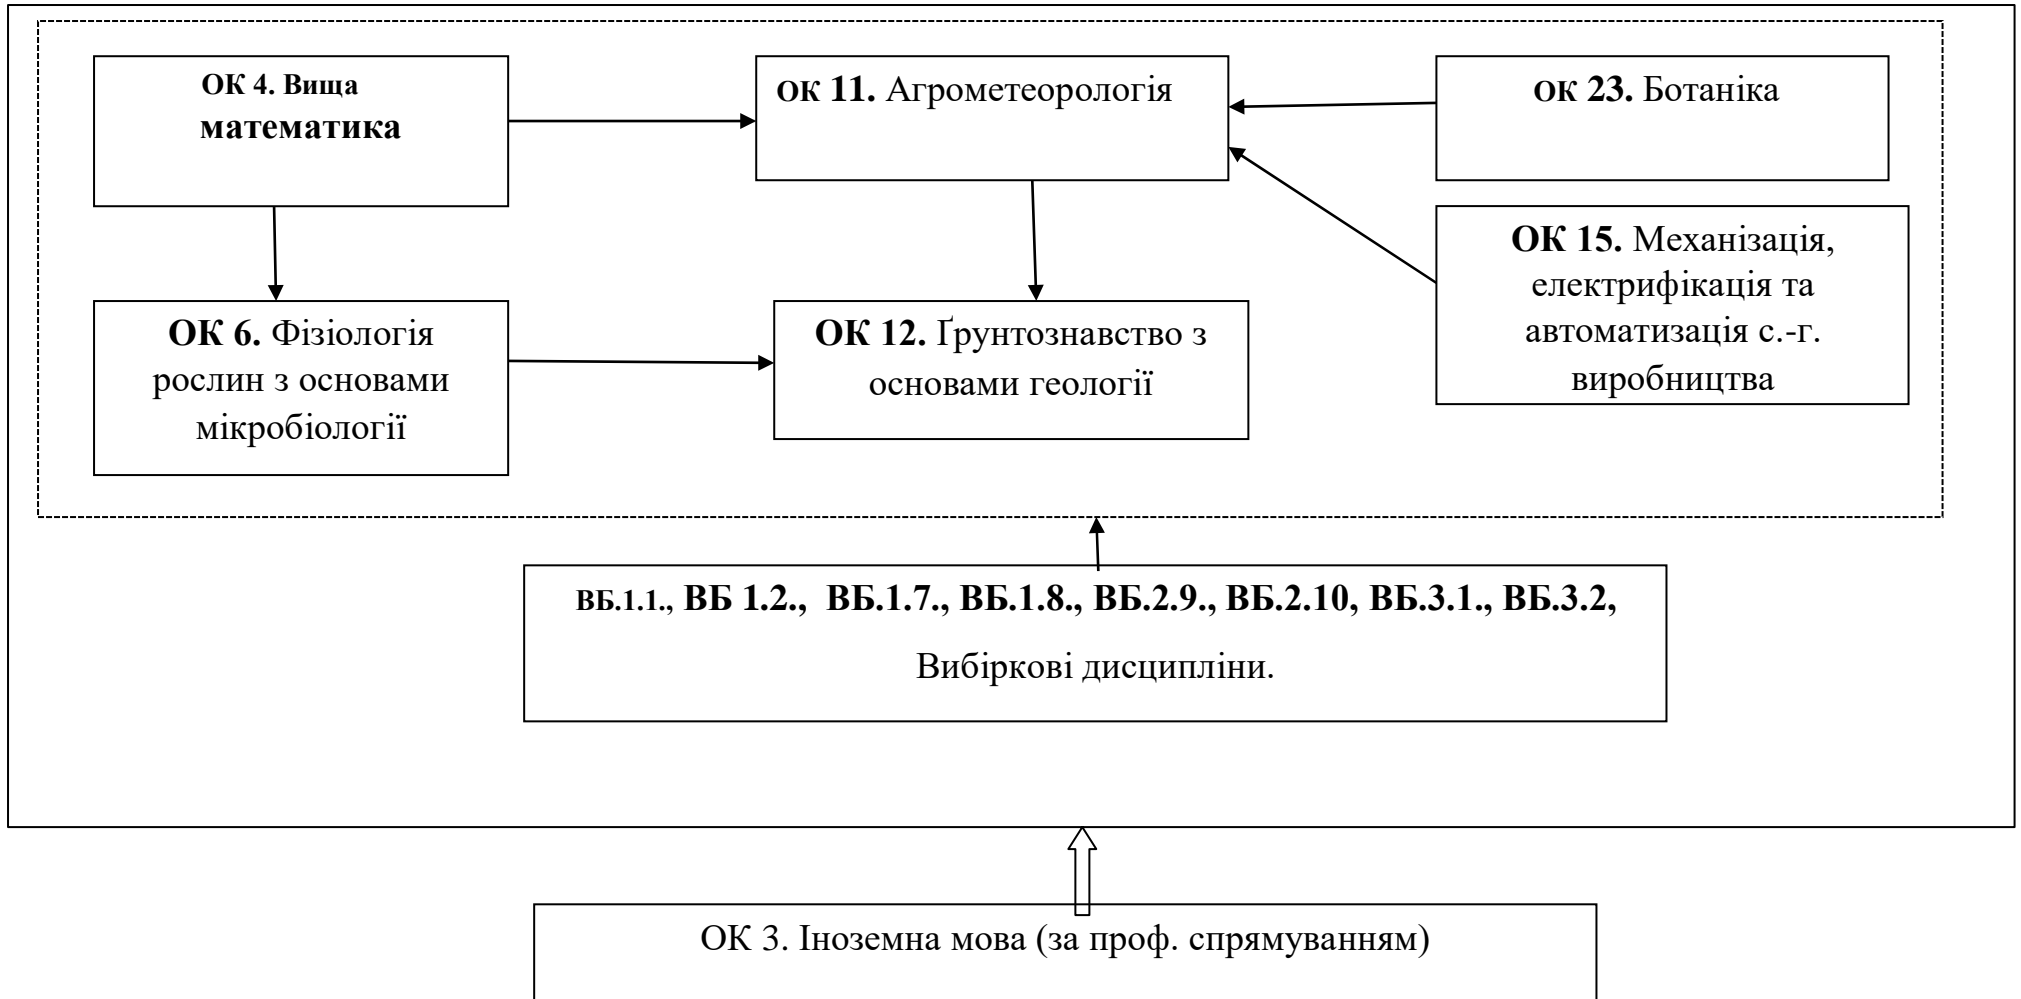 ОК 4. Вища
математика
ОК 11. Агрометеорологія
ОК 23. Ботаніка
ОК 15. Механізація,
електрифікація та
автоматизація с.-г.
виробництва
ОК 6. Фізіологія
рослин з основами
мікробіології
ОК 12. Ґрунтознавство з
основами геології
ВБ.1.1., ВБ 1.2., ВБ.1.7., ВБ.1.8., ВБ.2.9., ВБ.2.10, ВБ.3.1., ВБ.3.2,
Вибіркові дисципліни.
ОК 3. Іноземна мова (за проф. спрямуванням)